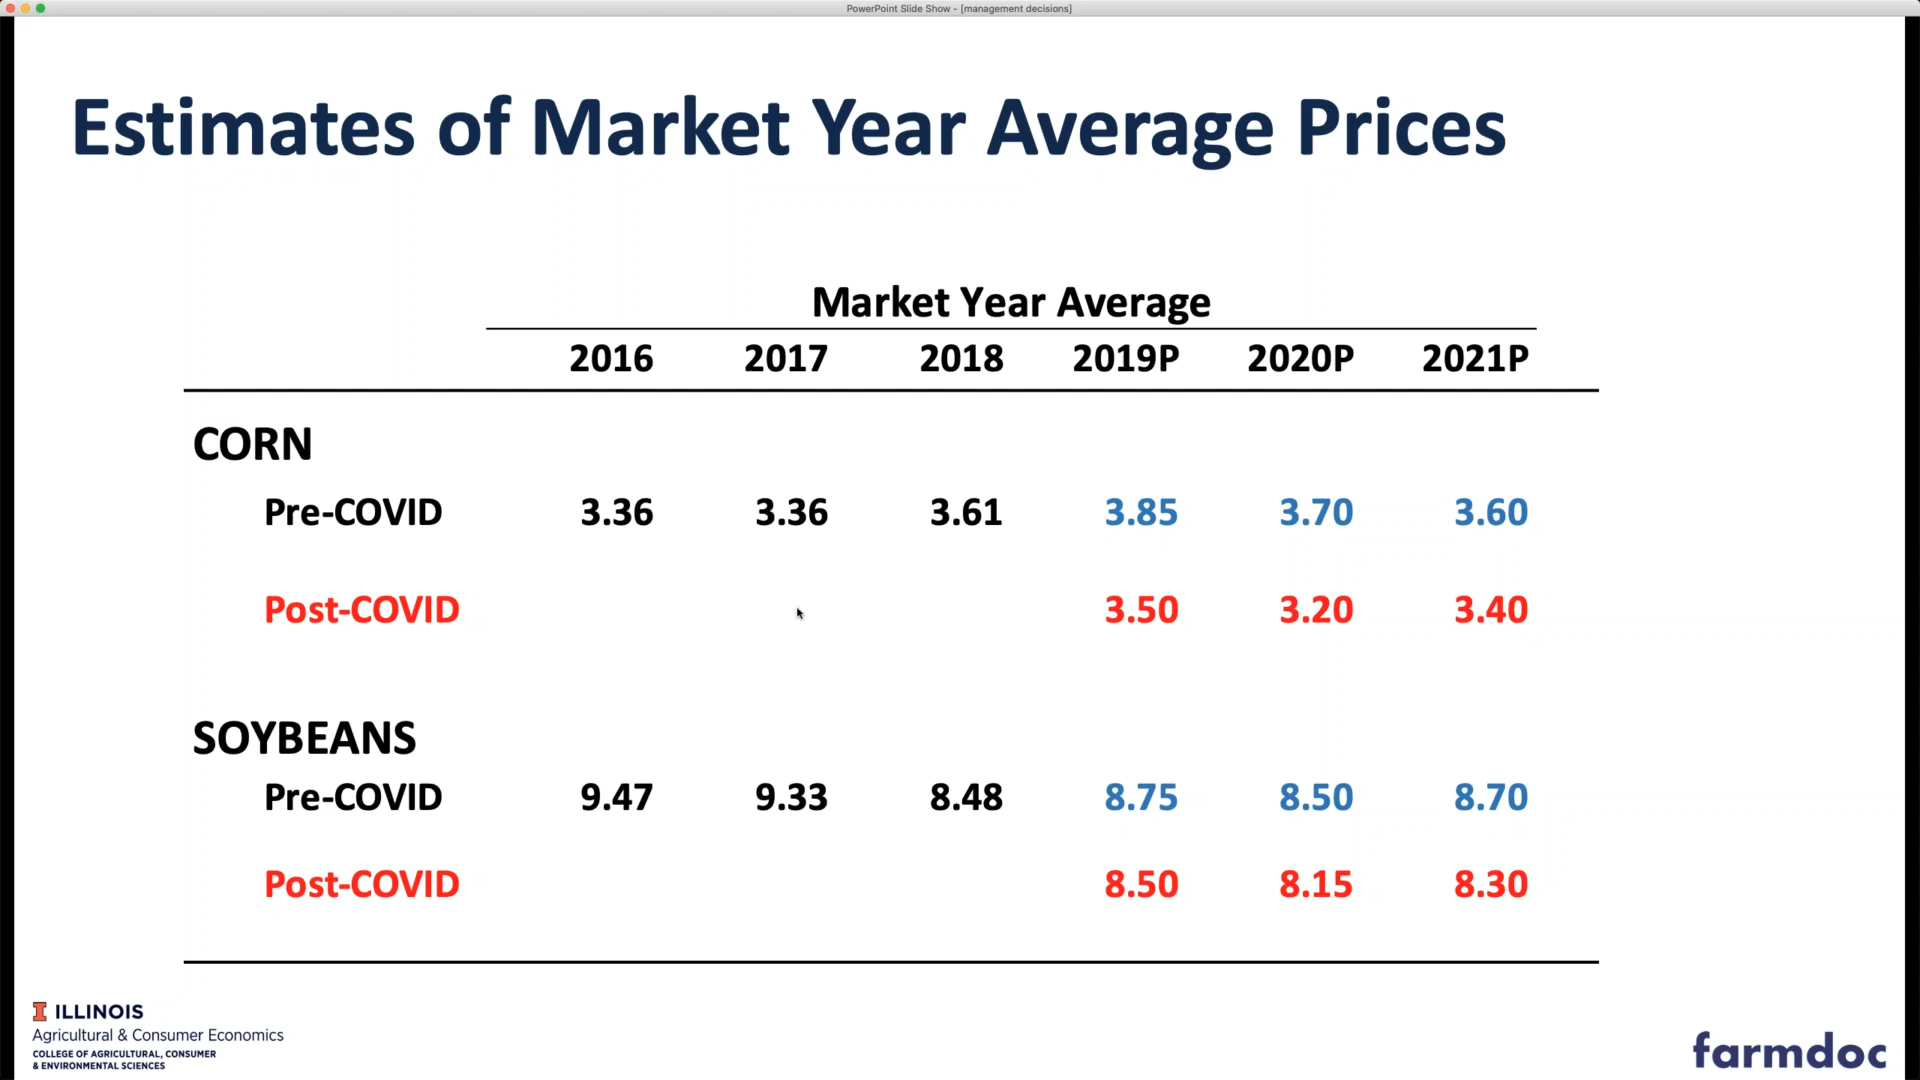 PowerPoint Slide Show - [management decisions]
Estimates of Market Year Average Prices
Market Year Average
2016 2017 2018 2019P 2020P 2021P
CORN
Pre-COVID 3.36 3.36 3.61 3.85 3.70 3.60
Post-COVID 3.50 3.20 3.40
SOYBEANS
Pre-COVID 9.47 9.33 8.48 8.75 8.50 8.70
Post-COVID 8.50 8.15 8.30
I ILLINOIS
Agricultural & Consumer Economics
COLLEGE OF AGRICULTURAL, CONSUMER
& ENVIRONMENTAL SCIENCES
farmdoc